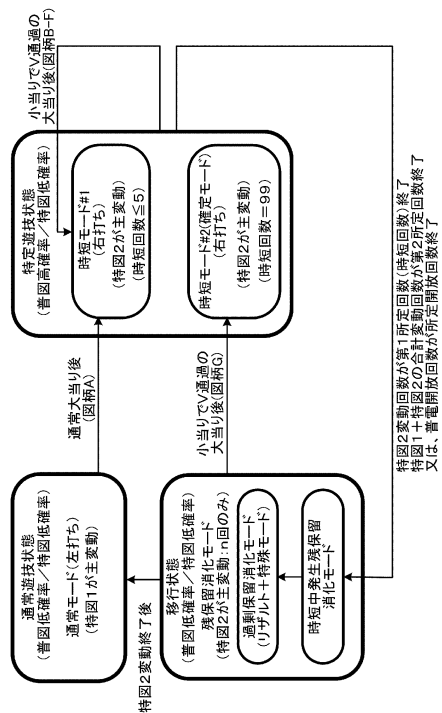 通常遊技状態
(普図低確率／特図低確率)
通常モード(左打ち)
(特図1が主変動)
通常大当り後
(図柄A)
特定遊技状態
(普図高確率／特図低確率)
時短モード#1
(右打ち)
(特図2が主変動)
(時短回数≦5)
小当りでV通過の
大当り後(図柄B-F)
時短モード#2(確定モード)
(右打ち)
(特図2が主変動)
(時短回数=99)
特図2変動終了後
移行状態
(普図低確率／特図低確率)
残保留消化モード
(特図2が主変動:n回のみ)
過剰保留消化モード
(リザルト+特殊モード)
時短中発生残保留
消化モード
小当りでV通過の
大当り後(図柄G)
特図2変動回数が第1所定回数(時短回数)終了
特図1+特図2の合計変動回数が第2所定回数終了
又は、普電開放回数が所定開放回数終了